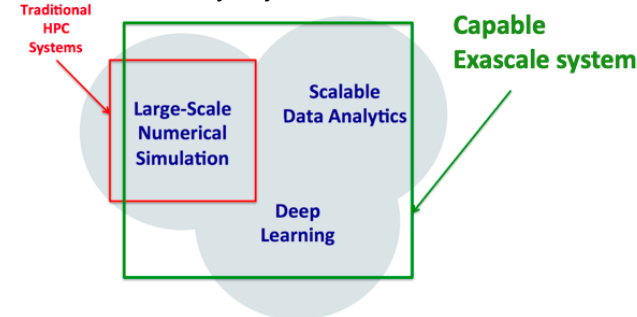 Traditional
HPC
Systems
Capable
Exascale system
Large-Scale
Numerical
Simulation
Scalable
Data Analytics
Deep
Learning